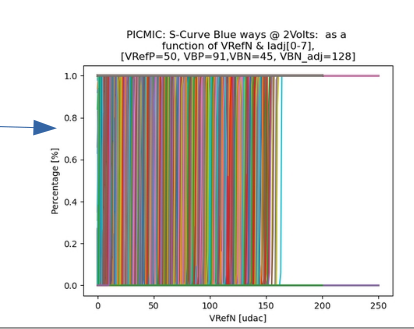 PICMIC: S-Curve Blue ways @ 2Volts: as a
function of VRefN & Iadj[0-7],
[VRefP=50, VBP=91,VBN=45, VBN_adj=128]
Percentage [%]
1.0
0.8
0.6
0.4
0.2
0.0
0 50 100 150 200 250
VRefN [udac]